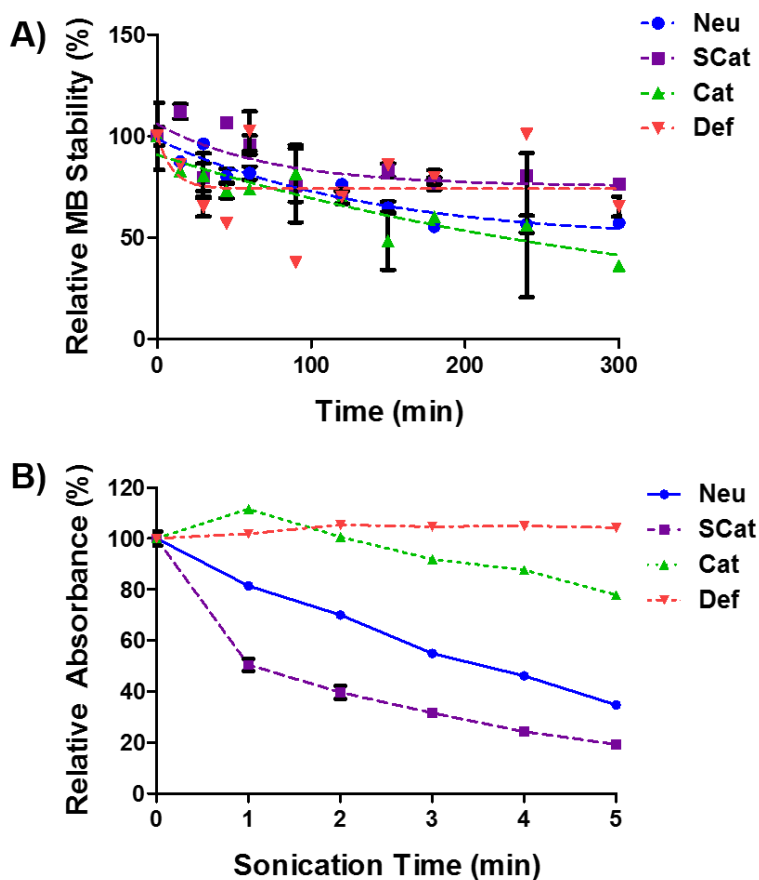 A)
Relative MB Stability (%)
150
100
50
0
0 100 200 300
Time (min)
Neu
SCat
Cat
Def
B)
Relative Absorbance (%)
120
100
80
60
40
20
0
0 1 2 3 4 5
Sonication Time (min)
Neu
SCat
Cat
Def